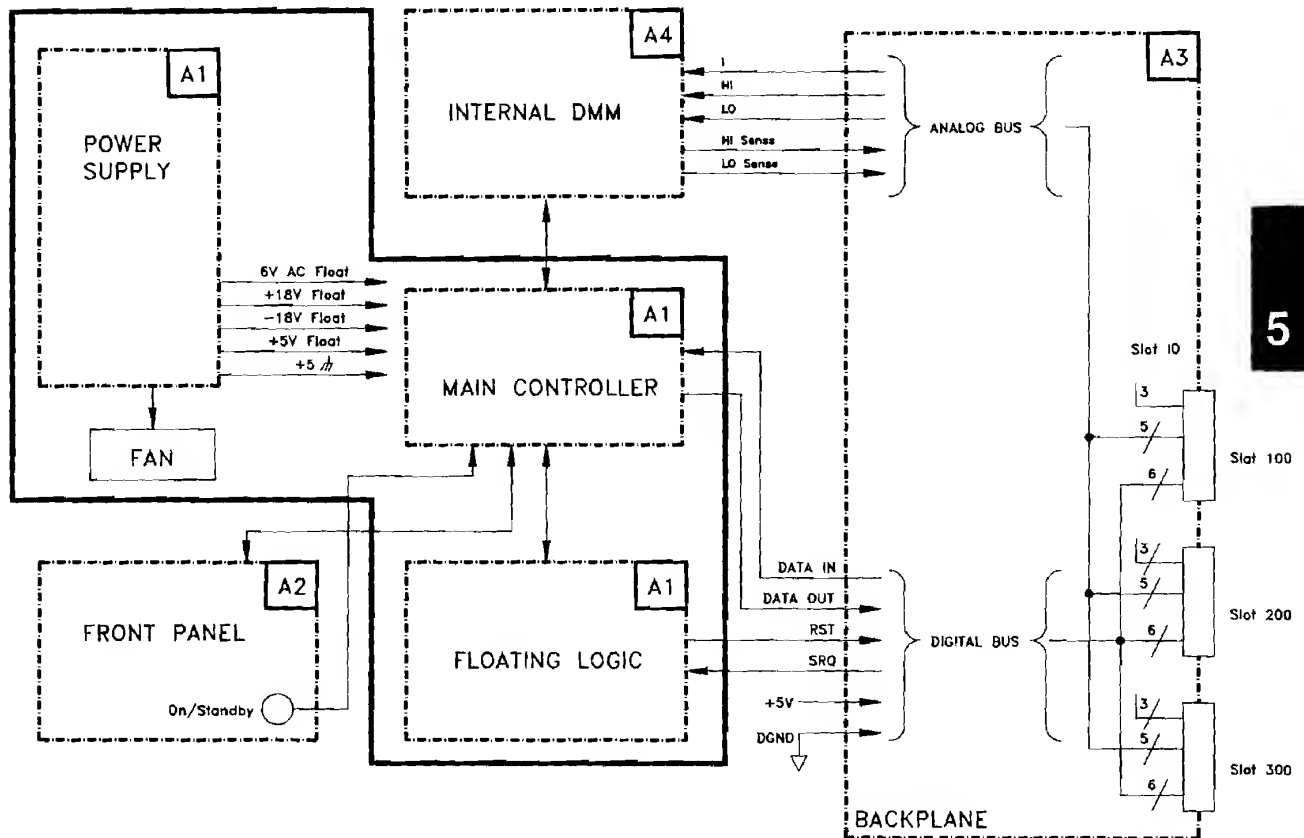 A1
POWER
SUPPLY
FAN
6V AC Float
+18V Float
-18V Float
+5V Float
+5
A4
INTERNAL DMM
I
HI
LO
HI Sense
LO Sense
A1
MAIN CONTROLLER
A2
FRONT PANEL
On/Standby
A1
FLOATING LOGIC
DATA IN
DATA OUT
RST
SRQ
+5V
DGND
A3
ANALOG BUS
DIGITAL BUS
BACKPLANE
Slot ID
3
5
6
Slot 100
3
5
6
Slot 200
3
5
6
Slot 300
5